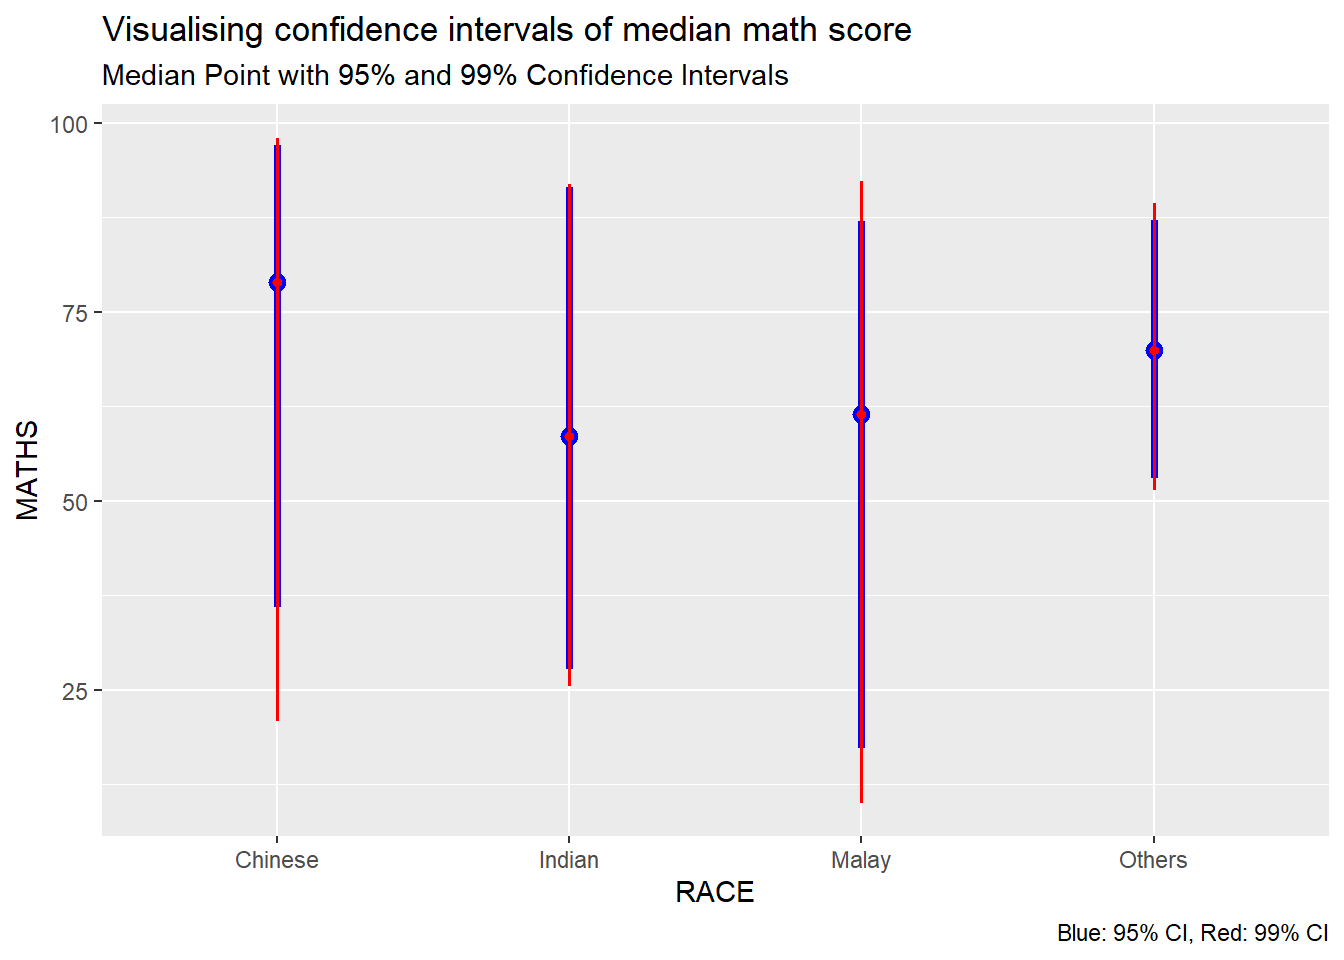 Visualising confidence intervals of median math score
Median Point with 95% and 99% Confidence Intervals
100
75
50
25
MATHS
Chinese
Indian
Malay
Others
RACE
Blue: 95% CI, Red: 99% CI